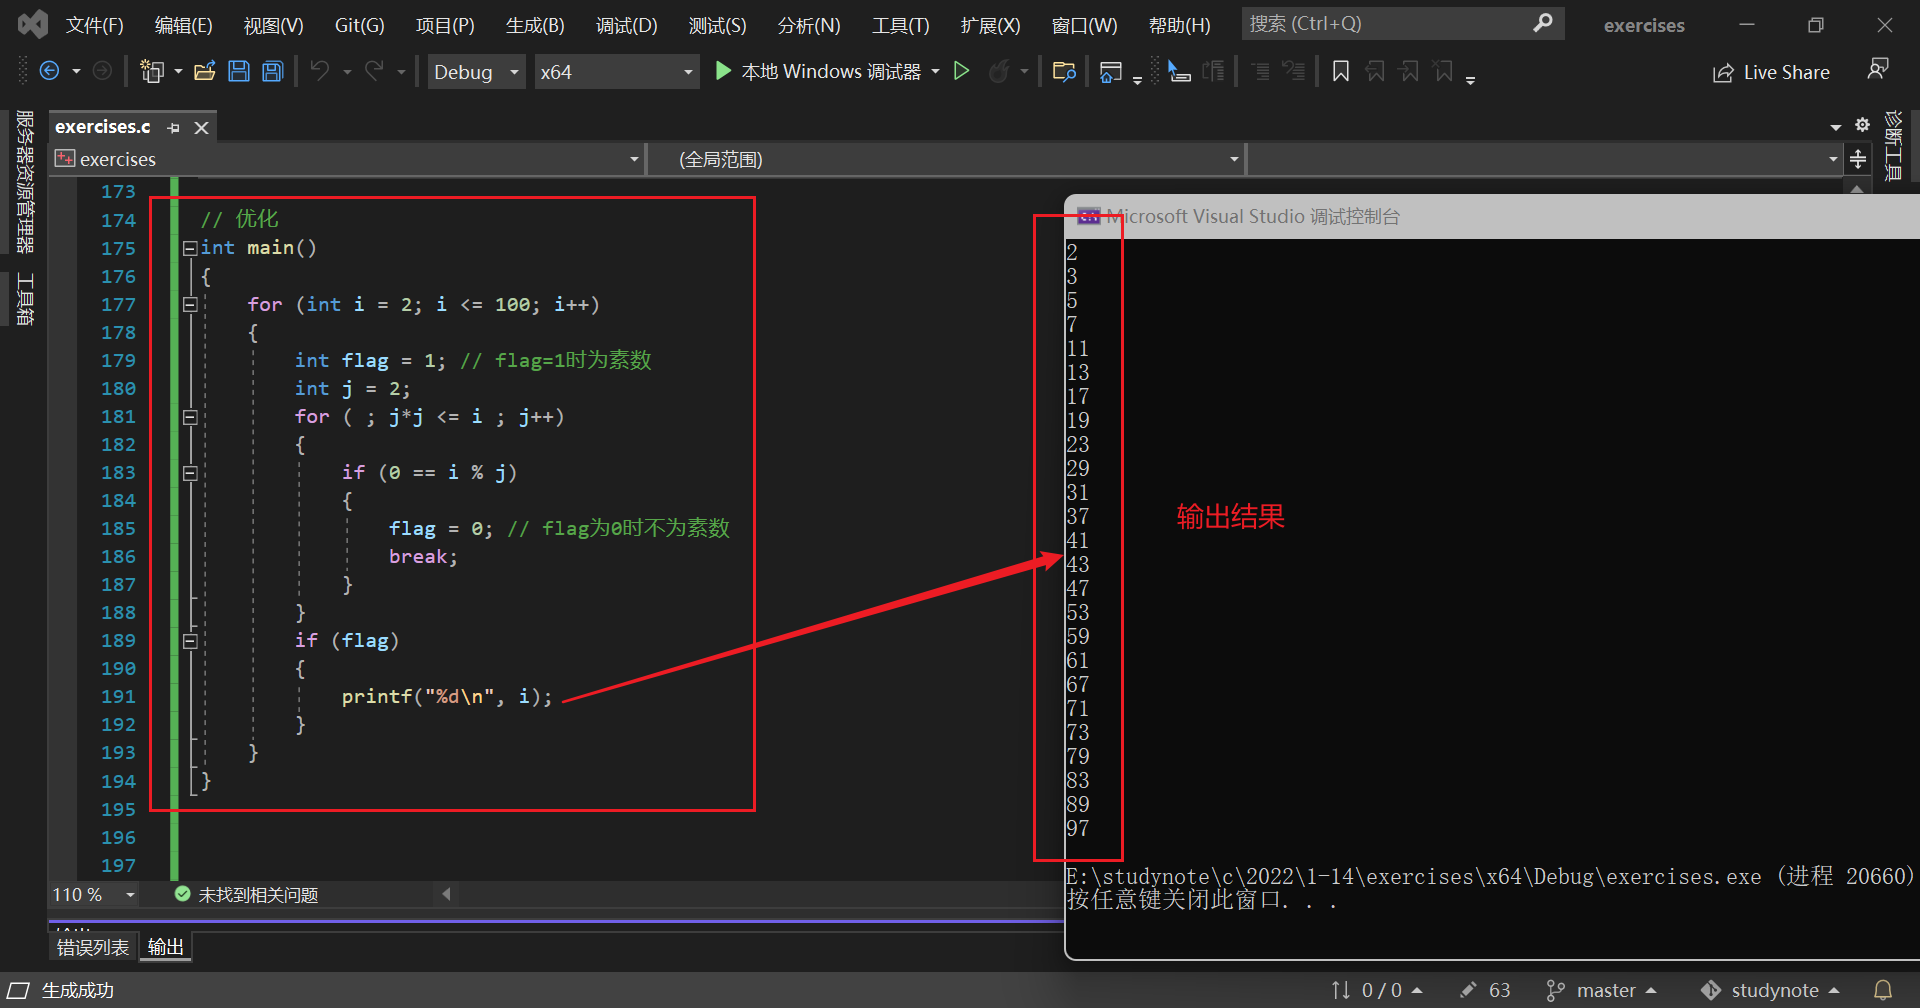 文件(F) 编辑(E) 视图(V) Git(G) 项目(P) 生成(B) 调试(D) 测试(S) 分析(N) 工具(T) 扩展(X) 窗口(W) 帮助(H) 搜索 (Ctrl+Q) exercises
Debug x64 本地 Windows 调试器 Live Share
服务器资源管理器
工具箱
exercises.c
诊断工具
exercises (全局范围)
173
174 // 优化
175 int main()
176 {
177 for (int i = 2; i <= 100; i++)
178 {
179 int flag = 1; // flag=1时为素数
180 int j = 2;
181 for ( ; j*j <= i ; j++)
182 {
183 if (0 == i % j)
184 {
185 flag = 0; // flag为0时不为素数
186 break;
187 }
188 }
189 if (flag)
190 {
191 printf("%d\n", i);
192 }
193 }
194 }
195
196
197
Microsoft Visual Studio 调试控制台
2
3
5
7
11
13
17
19
23
29
31
37
41
43
47
53
59
61
67
71
73
79
83
89
97
输出结果
E:\studynote\c\2022\1-14\exercises\x64\Debug\exercises.exe (进程 20660)
按任意键关闭此窗口. . .
110 % 未找到相关问题
错误列表 输出
生成成功 0 / 0 63 master studynote